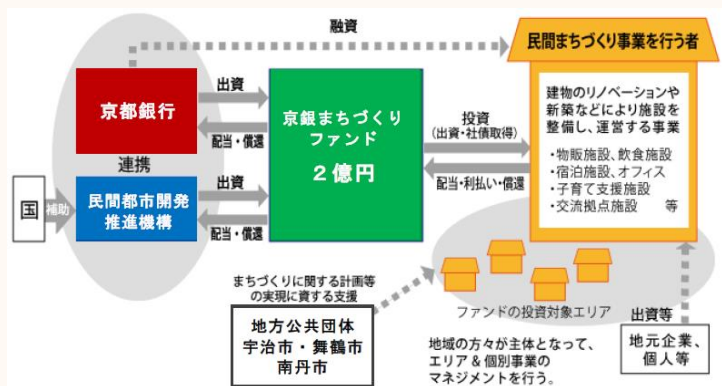 融資
民間まちづくり事業を行う者
京都銀行
出資
配当・償還
京銀まちづくり
ファンド
2億円
投資
(出資・社債取得)
配当・利払い・償還
建物のリノベーションや
新築などにより施設を
整備し、運営する事業
・物販施設、飲食施設
・宿泊施設、オフィス
・子育て支援施設
・交流拠点施設 等
連携
国
補助
民間都市開発
推進機構
出資
配当・償還
まちづくりに関する計画等
の実現に資する支援
地方公共団体
宇治市・舞鶴市
南丹市
ファンドの投資対象エリア
地域の方々が主体となって、
エリア&個別事業の
マネジメントを行う。
出資等
地元企業、
個人等